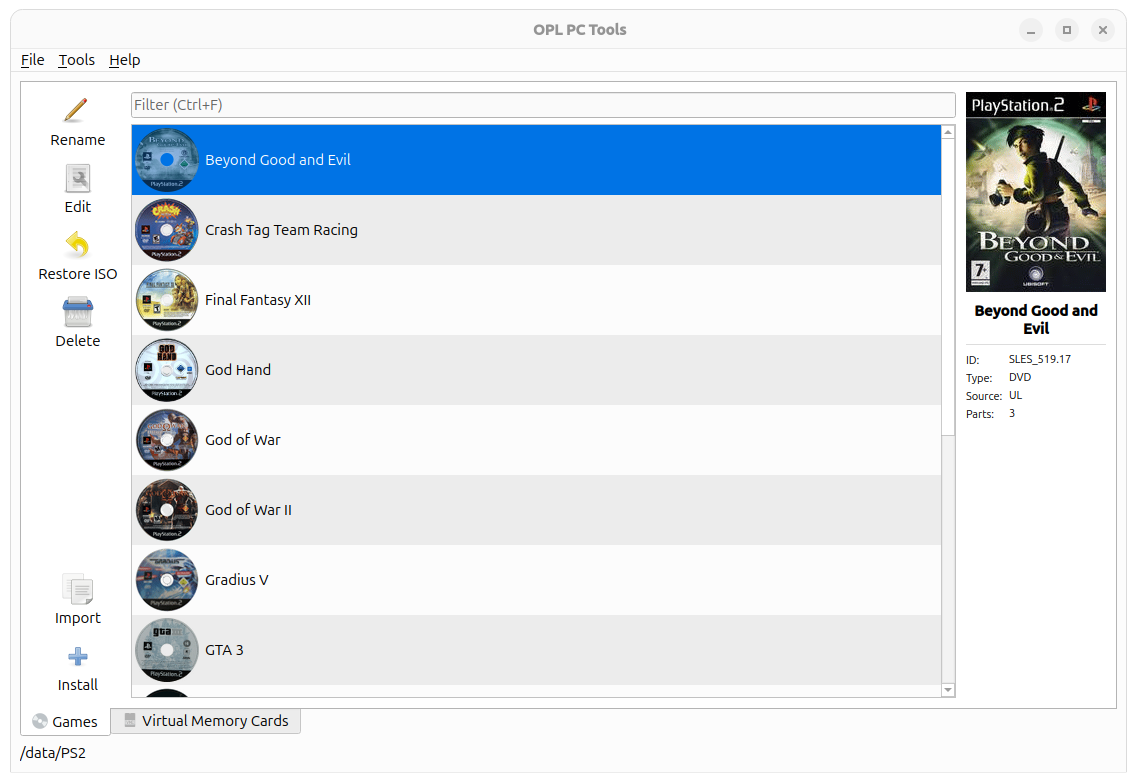 OPL PC Tools
File Tools Help
Rename
Edit
Restore ISO
Delete
Import
Install
Filter (Ctrl+F)
Beyond Good and Evil
Crash Tag Team Racing
Final Fantasy XII
God Hand
God of War
God of War II
Gradius V
GTA 3
PlayStation 2
BEYOND
GOOD & EVIL
7+
UBISOFT
Beyond Good and
Evil
ID: SLES_519.17
Type: DVD
Source: UL
Parts: 3
Games
Virtual Memory Cards
/data/PS2